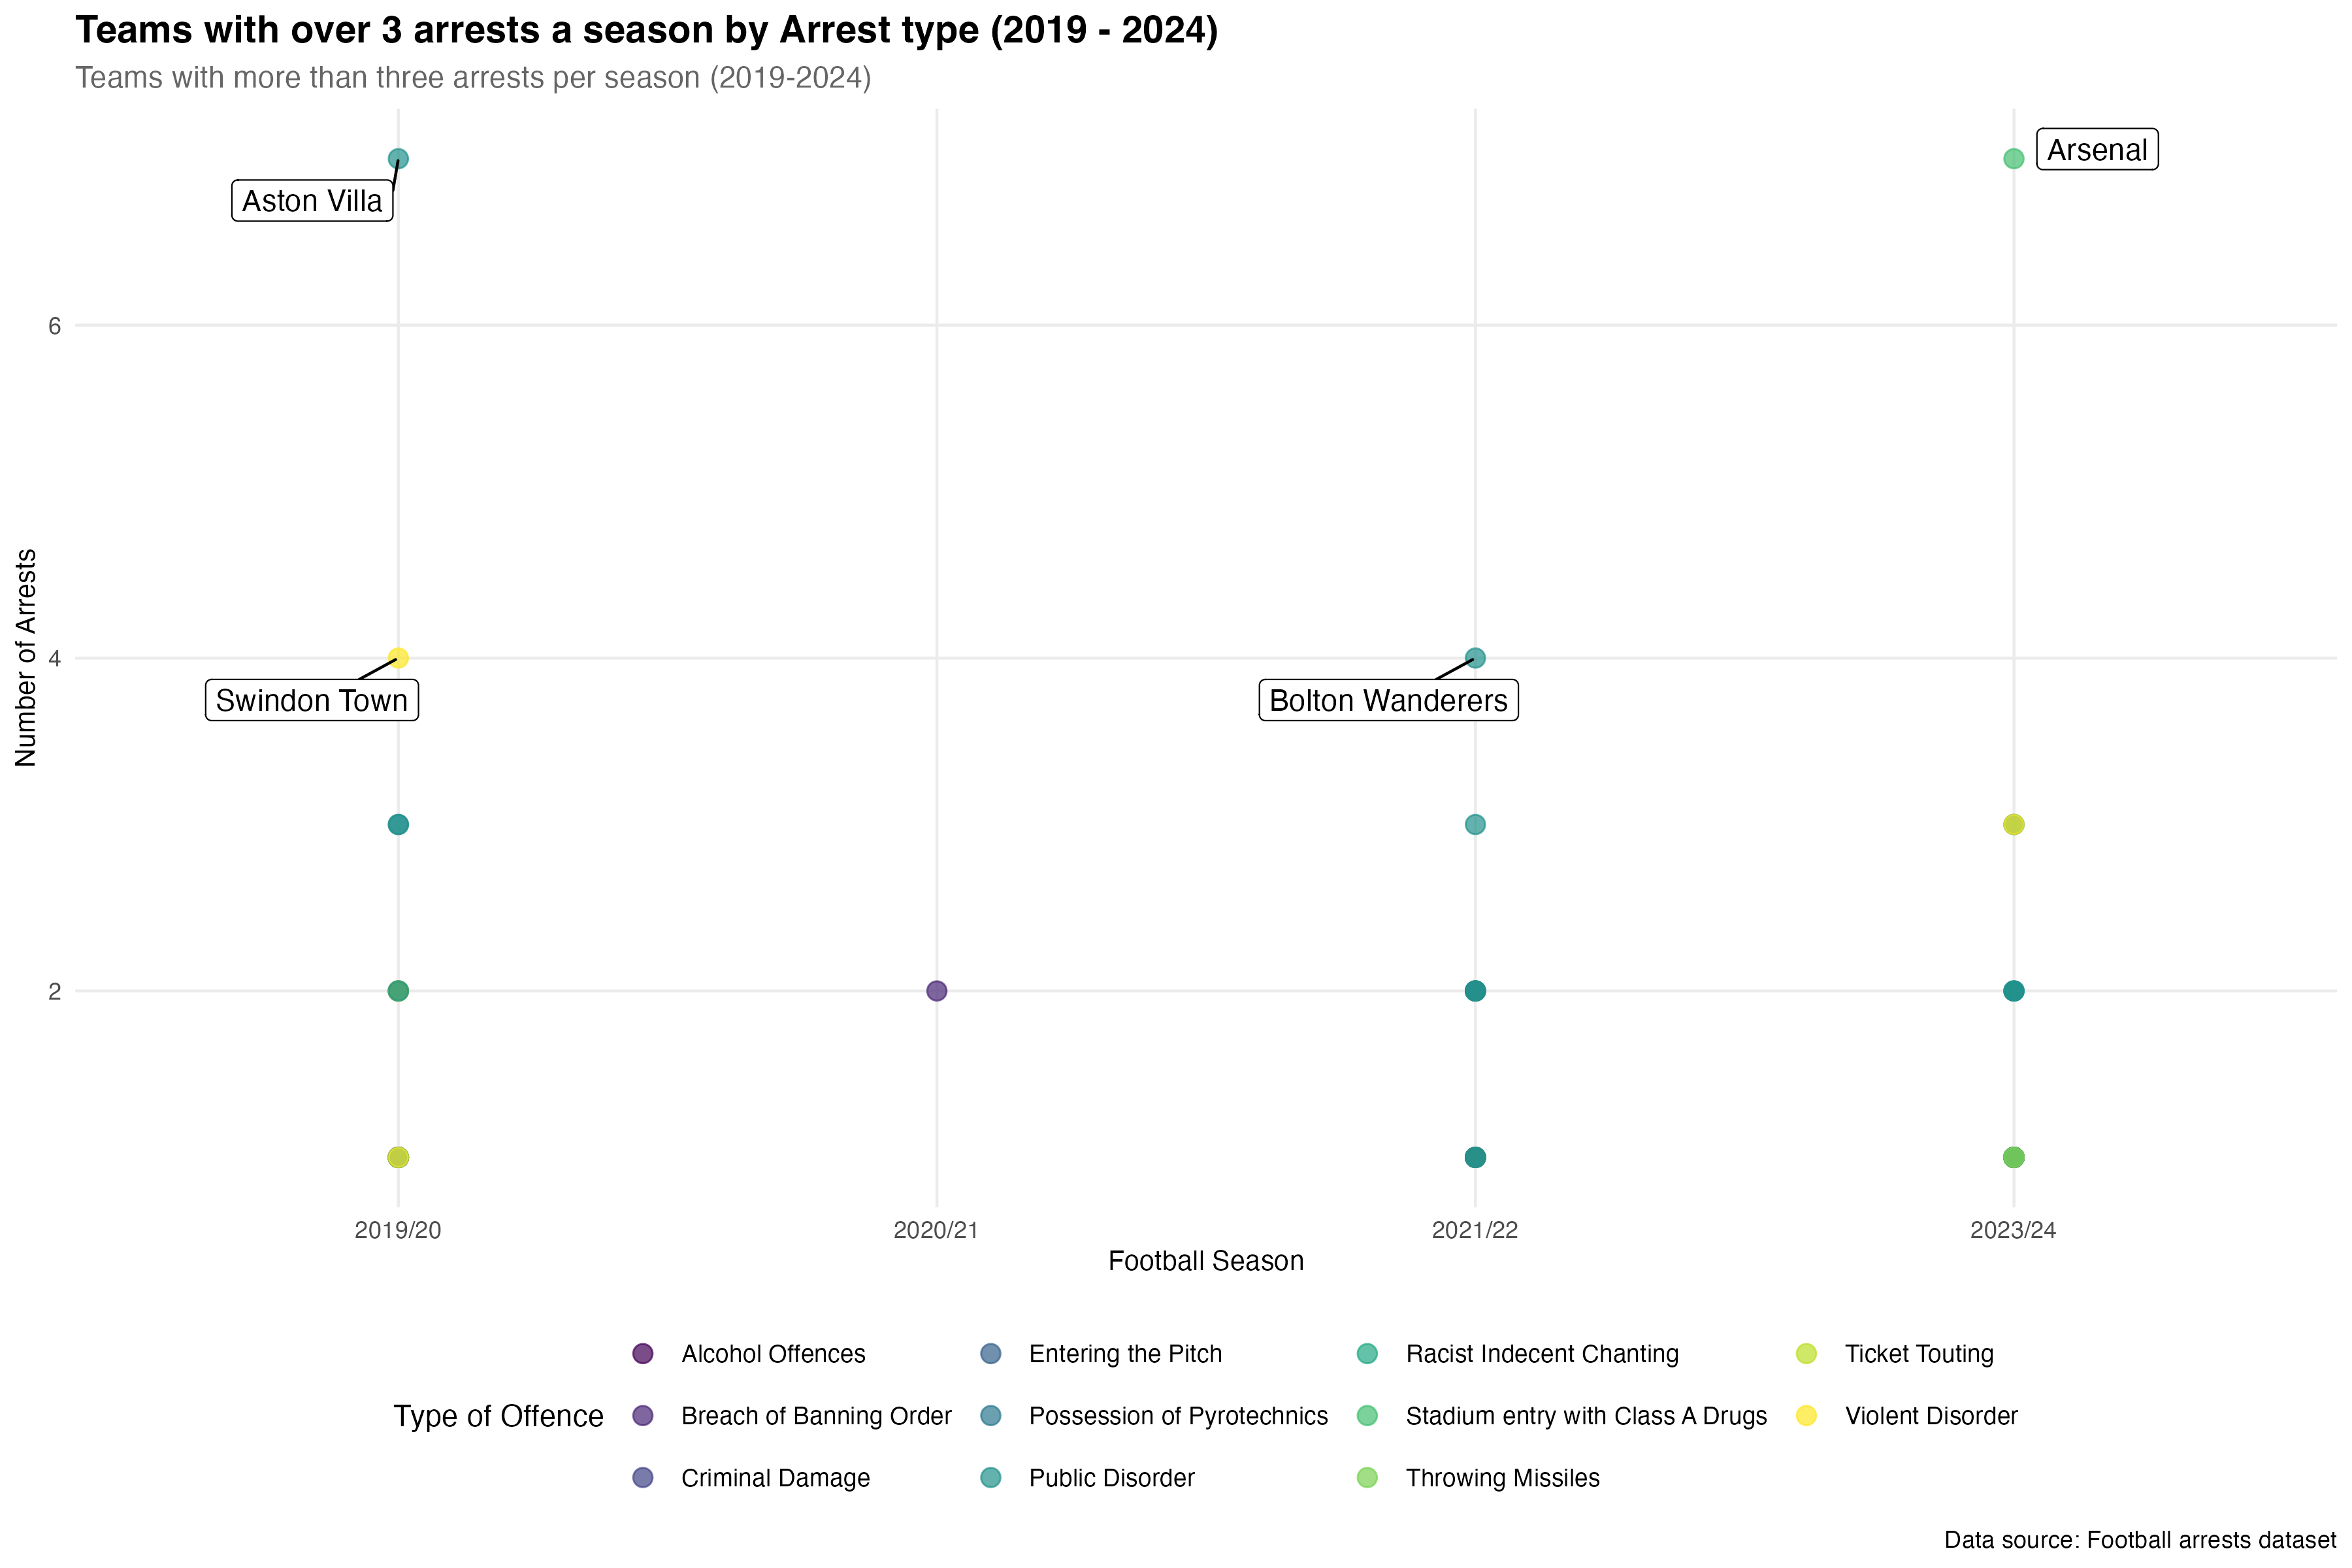 Teams with over 3 arrests a season by Arrest type (2019 - 2024)
Teams with more than three arrests per season (2019-2024)
Arsenal
Aston Villa
6
Number of Arrests
4
Swindon Town
Bolton Wanderers
2
2019/20
2020/21
2021/22
2023/24
Football Season
Type of Offence
Alcohol Offences
Breach of Banning Order
Criminal Damage
Entering the Pitch
Possession of Pyrotechnics
Public Disorder
Racist Indecent Chanting
Stadium entry with Class A Drugs
Throwing Missiles
Ticket Touting
Violent Disorder
Data source: Football arrests dataset